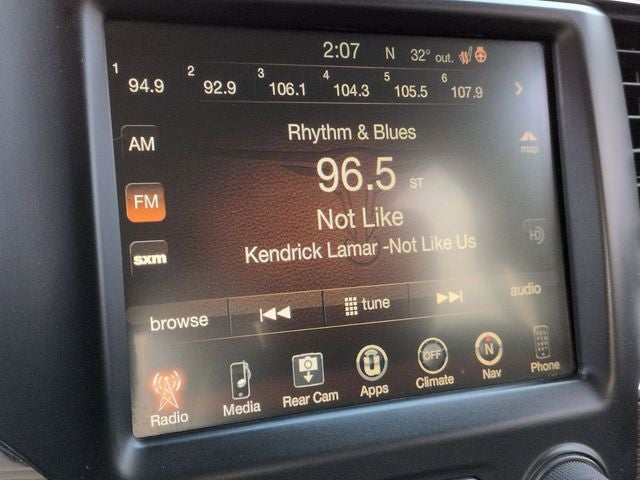 2:07 N 32° out.
1 94.9 2 92.9 3 106.1 4 104.3 5 105.5 6 107.9
Rhythm & Blues
AM
map
96.5 ST
FM
Not Like
HD
Kendrick Lamar -Not Like Us
sxm
browse tune audio
Radio Media Rear Cam Apps OFF Climate N Nav Phone